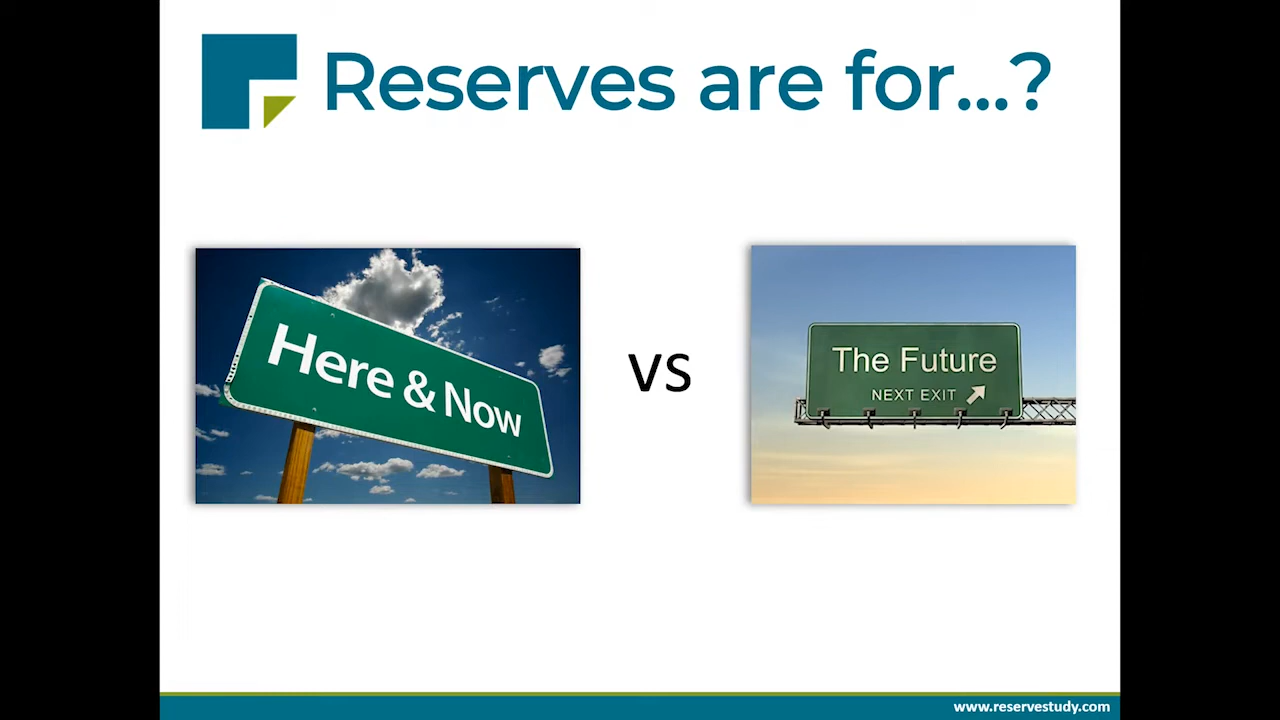 Reserves are for...?
Here & Now
vs
The Future
NEXT EXIT
www.reservestudy.com